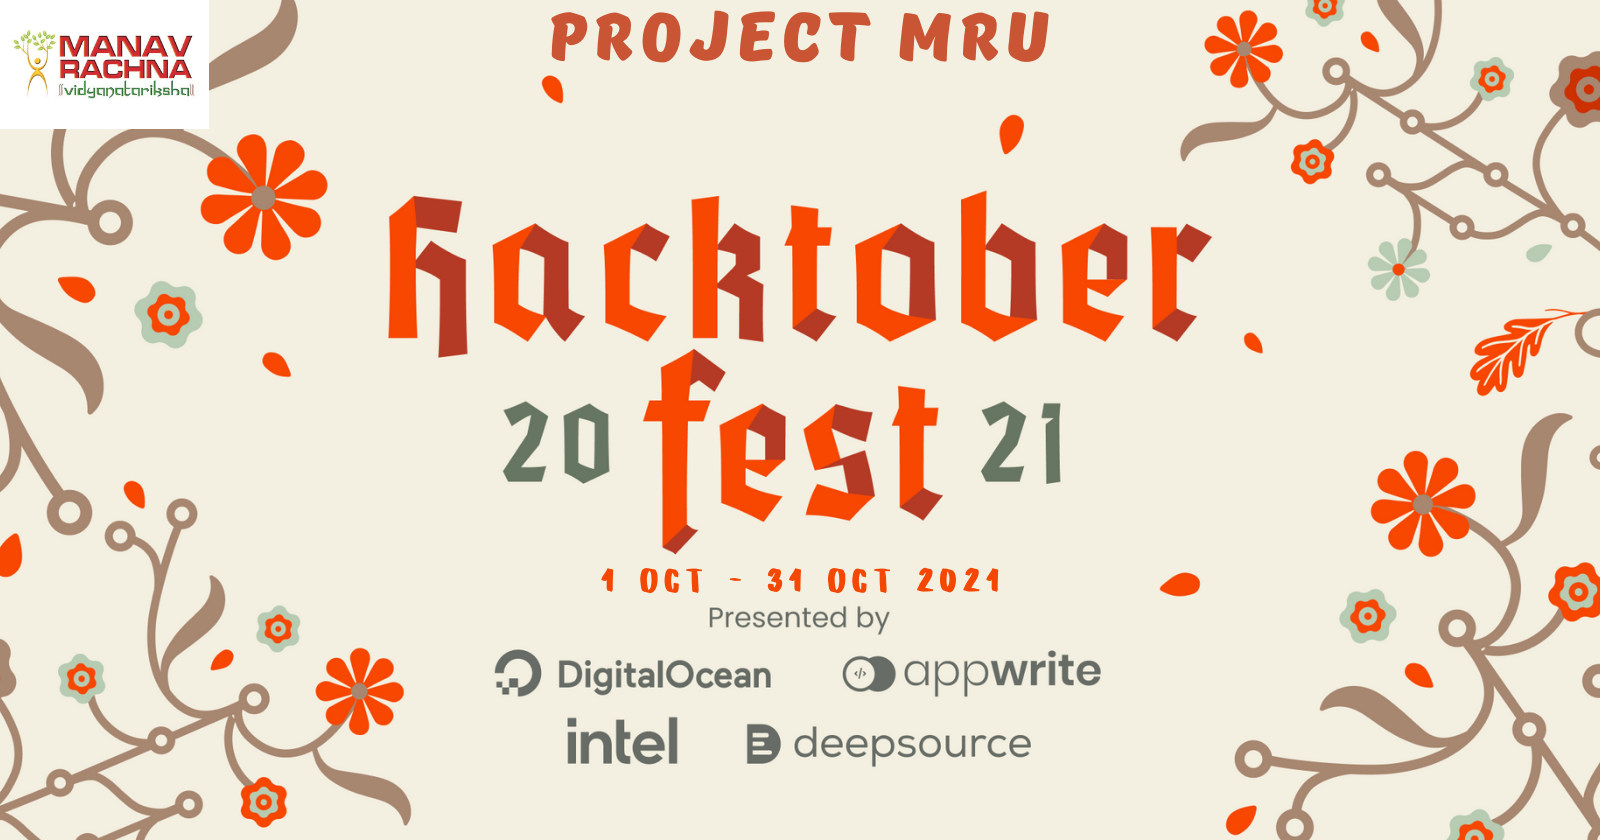 MANAV
RACHNA
vidyanatariksha
PROJECT MRU
hacktober
20 fest 21
1 OCT - 31 OCT 2021
Presented by
DigitalOcean
</> appwrite
intel
deepsource